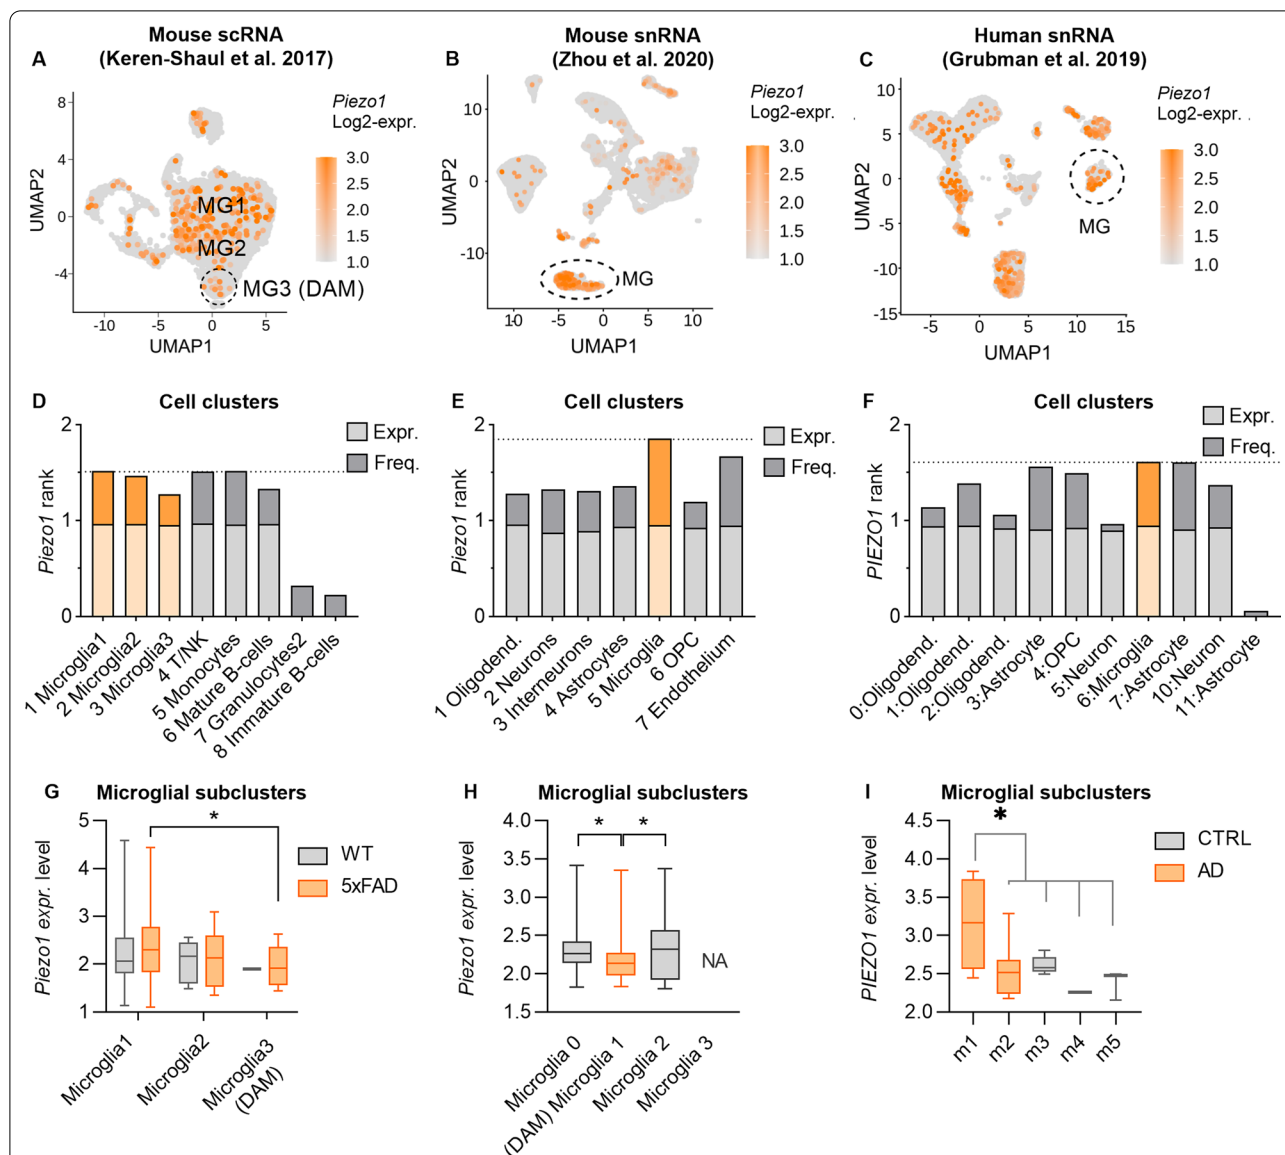 Mouse scRNA
(Keren-Shaul et al. 2017)
A
Piezo1
Log2-expr.
8
4
0
-4
UMAP2
MG1
MG2
MG3 (DAM)
3.0
2.5
2.0
1.5
1.0
-10
-5
0
5
UMAP1
Mouse snRNA
(Zhou et al. 2020)
B
Piezo1
Log2-expr.
10
0
-10
UMAP2
MG
3.0
2.5
2.0
1.5
1.0
10
5
0
5
10
UMAP1
Human snRNA
(Grubman et al. 2019)
C
Piezo1
Log2-expr. .
10
5
0
-5
-10
-15
UMAP2
MG
3.0
2.5
2.0
1.5
1.0
-5
0
5
10
15
UMAP1
D
Cell clusters
Expr.
Freq.
2
1
0
Piezo1 rank
1 Microglia1
2 Microglia2
3 Microglia3
4 T/NK
5 Monocytes
6 Mature B-cells
7 Granulocytes2
8 Immature B-cells
E
Cell clusters
Expr.
Freq.
2
1
0
Piezo1 rank
1 Oligodend.
2 Neurons
3 Interneurons
4 Astrocytes
5 Microglia
6 OPC
7 Endothelium
F
Cell clusters
Expr.
Freq.
2
1
0
PIEZO1 rank
0:Oligodend.
1:Oligodend.
2:Oligodend.
3:Astrocyte
4:OPC
5:Neuron
6:Microglia
7:Astrocyte
10:Neuron
11:Astrocyte
G
Microglial subclusters
5
4
3
2
1
Piezo1 expr. level
*
WT
5xFAD
Microglia1
Microglia2
Microglia3
(DAM)
H
Microglial subclusters
4.0
3.5
3.0
2.5
2.0
1.5
Piezo1 expr. level
* *
NA
Microglia 0
(DAM) Microglia 1
Microglia 2
Microglia 3
I
Microglial subclusters
4.5
4.0
3.5
3.0
2.5
2.0
PIEZO1 expr. level
*
CTRL
AD
m1
m2
m3
m4
m5